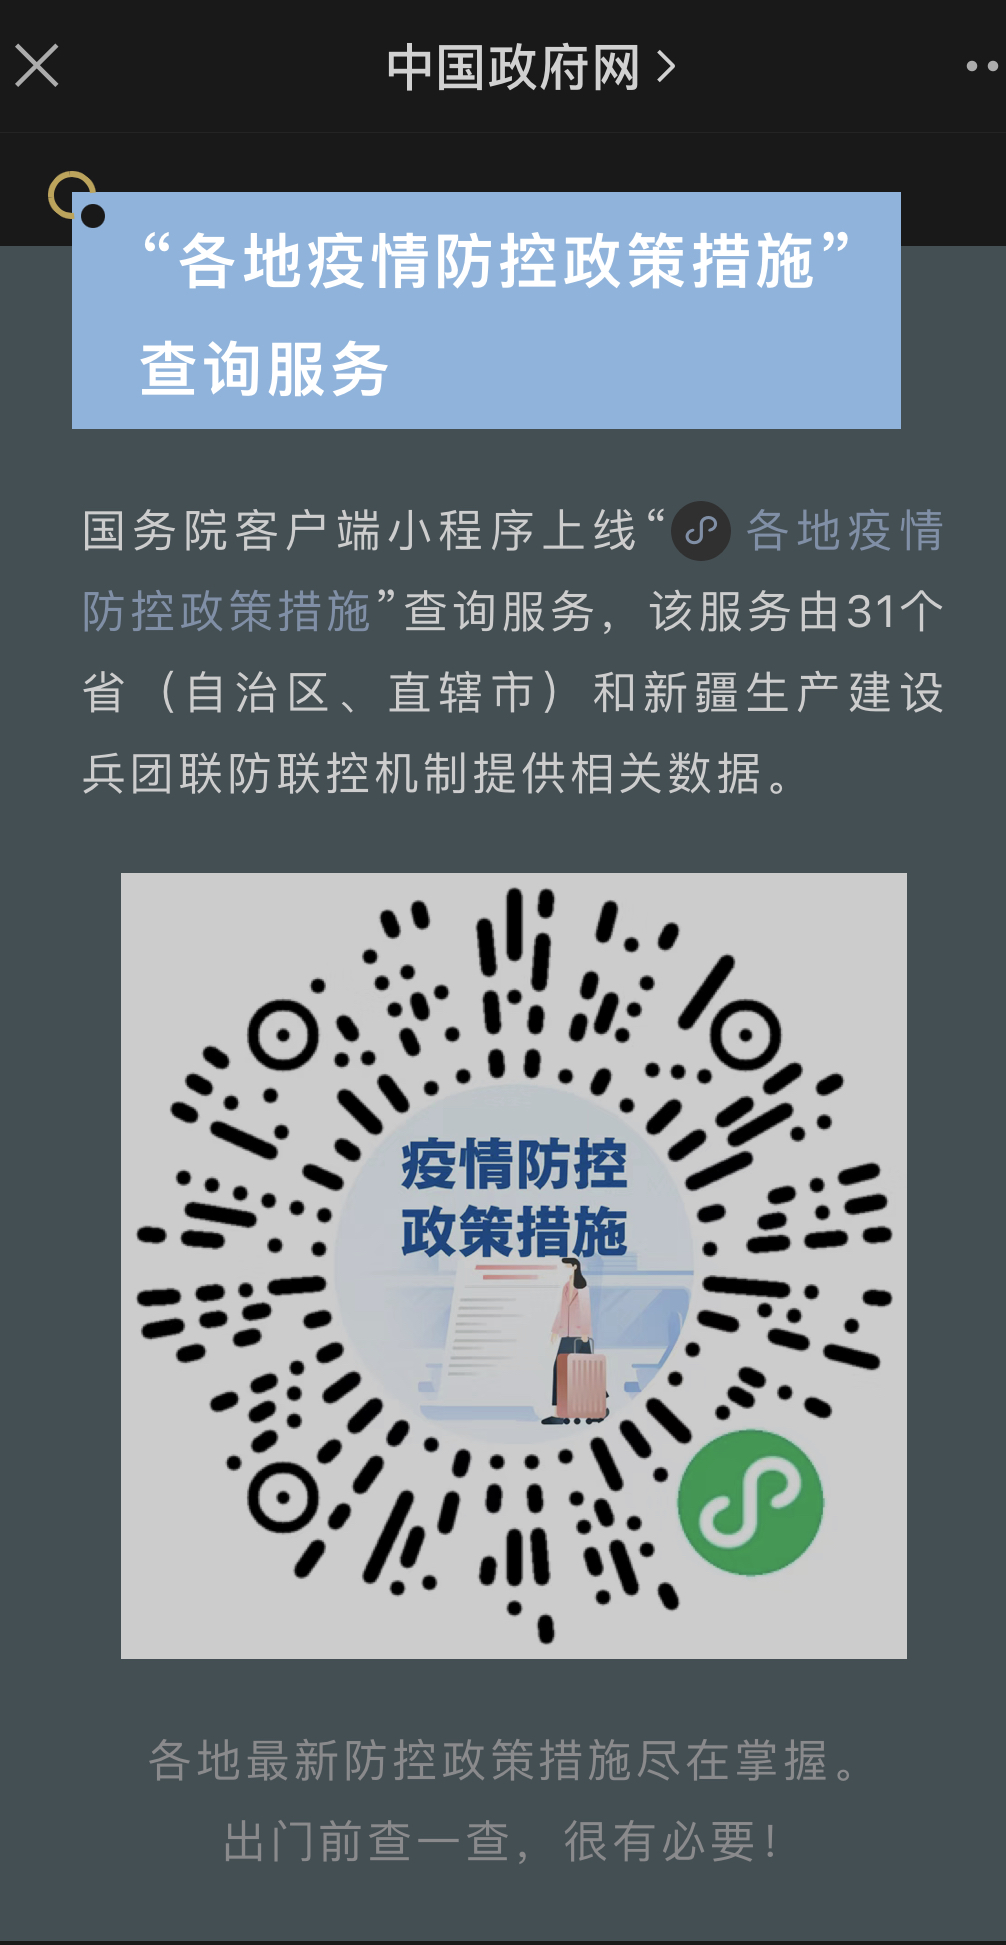 中国政府网
“各地疫情防控政策措施”
查询服务
国务院客户端小程序上线“各地疫情
防控政策措施”查询服务，该服务由31个
省（自治区、直辖市）和新疆生产建设
兵团联防联控机制提供相关数据。
疫情防控
政策措施
各地最新防控政策措施尽在掌握。
出门前查一查，很有必要！